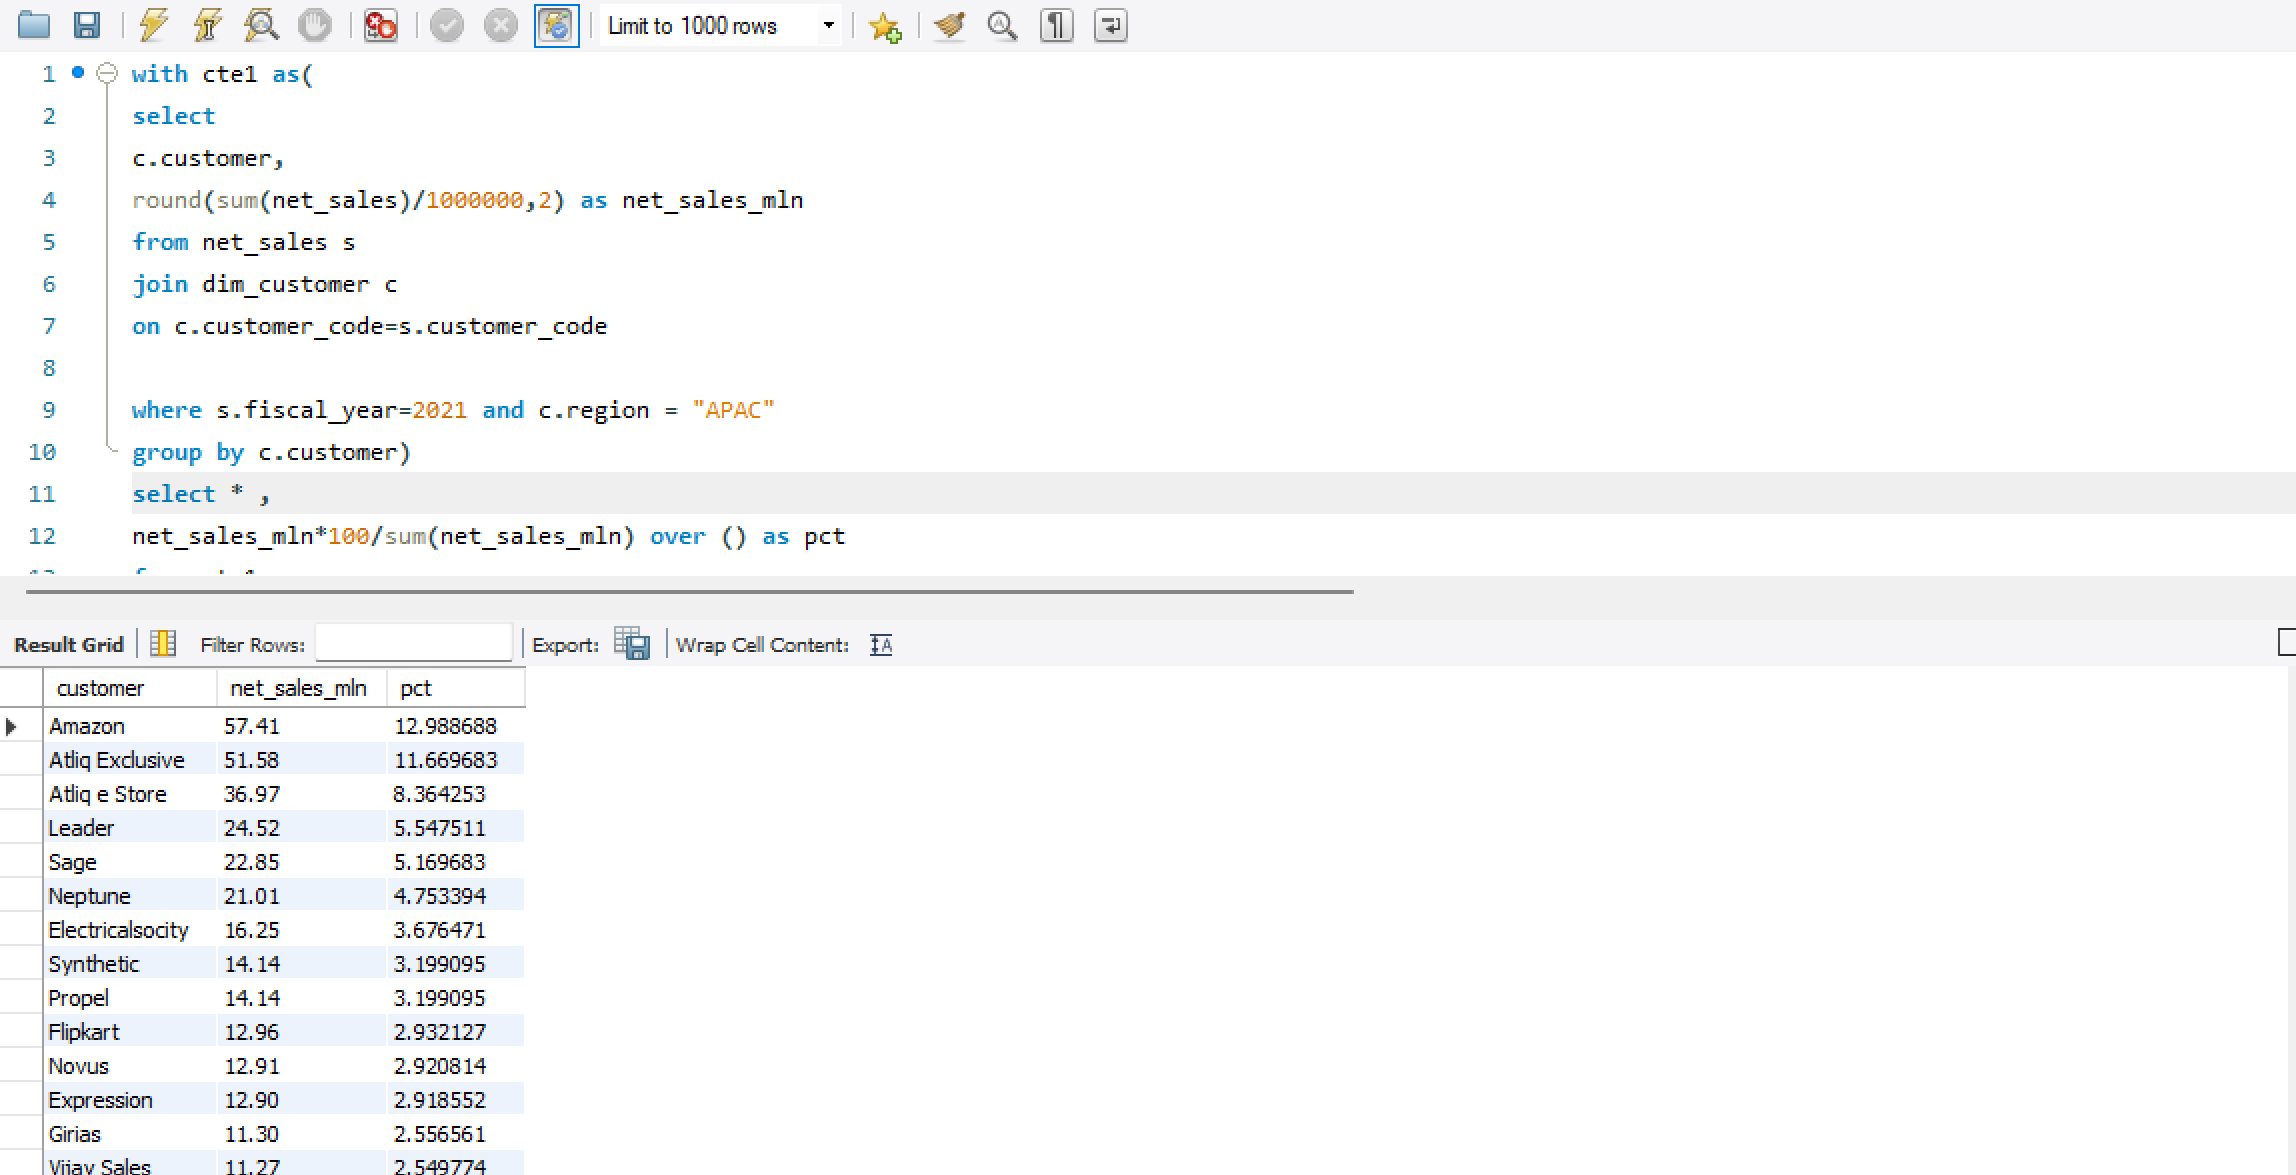 Limit to 1000 rows
1 with cte1 as(
2 select
3 c.customer,
4 round(sum(net_sales)/1000000,2) as net_sales_mln
5 from net_sales s
6 join dim_customer c
7 on c.customer_code=s.customer_code
8
9 where s.fiscal_year=2021 and c.region = "APAC"
10 group by c.customer)
11 select * ,
12 net_sales_mln*100/sum(net_sales_mln) over () as pct
Result Grid Filter Rows: Export: Wrap Cell Content:
customer net_sales_mln pct
Amazon 57.41 12.988688
Atliq Exclusive 51.58 11.669683
Atliq e Store 36.97 8.364253
Leader 24.52 5.547511
Sage 22.85 5.169683
Neptune 21.01 4.753394
Electricalsocity 16.25 3.676471
Synthetic 14.14 3.199095
Propel 14.14 3.199095
Flipkart 12.96 2.932127
Novus 12.91 2.920814
Expression 12.90 2.918552
Girias 11.30 2.556561
Vijay Sales 11.27 2.549774